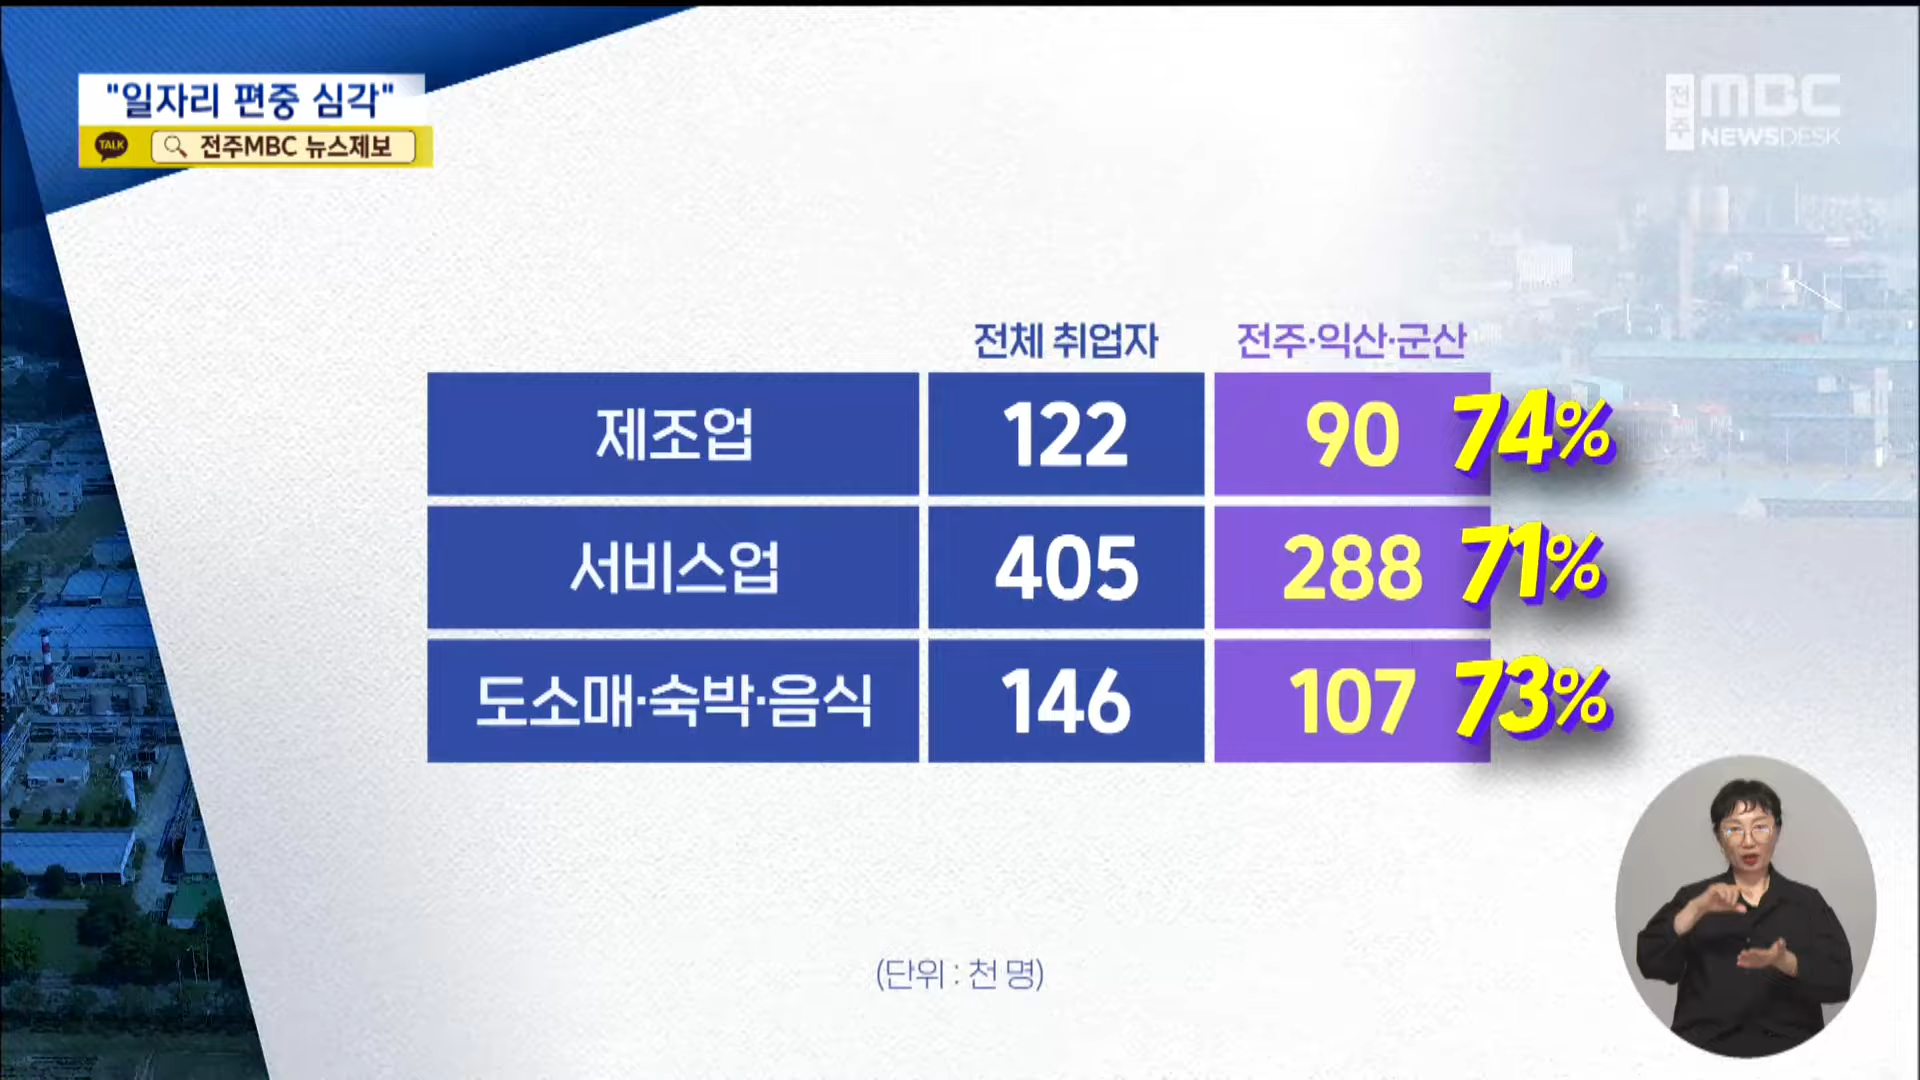 "일자리 편중 심각"
TALK 전주MBC 뉴스제보
전주 MBC
NEWSDESK
전체 취업자 전주·익산·군산
제조업 122 90 74%
서비스업 405 288 71%
도소매·숙박·음식 146 107 73%
(단위 : 천 명)